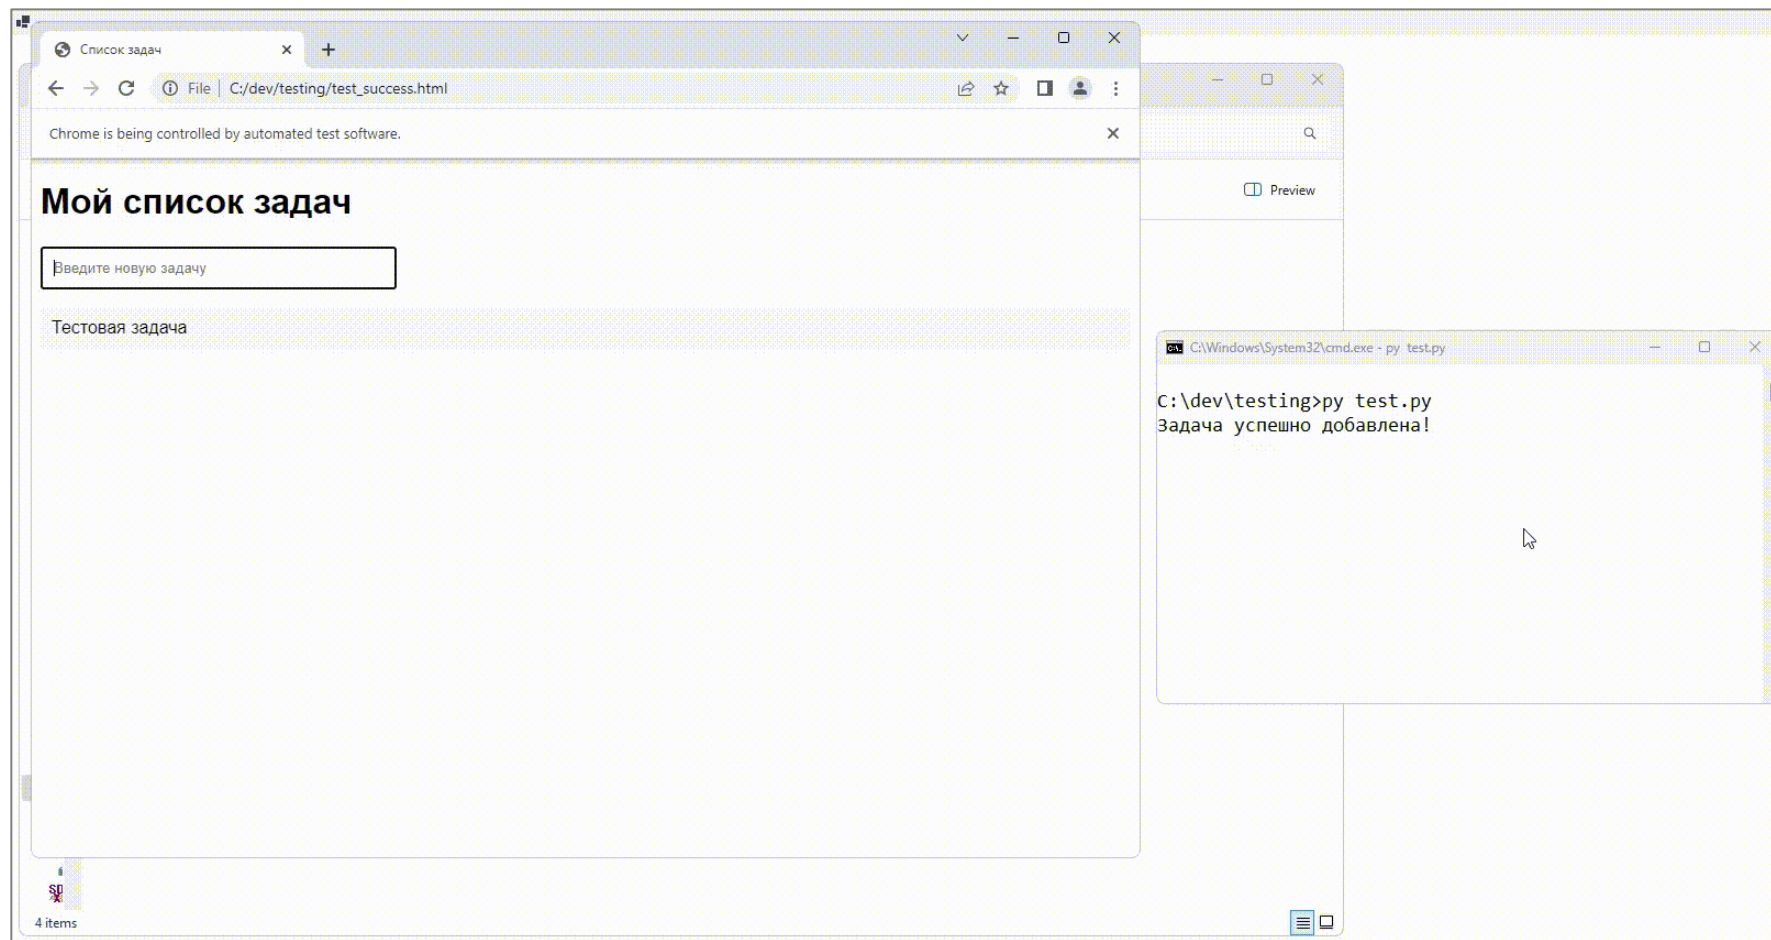 Список задач
File
C:/dev/testing/test_success.html
Chrome is being controlled by automated test software.
Мой список задач
Введите новую задачу
Тестовая задача
Preview
C:\Windows\System32\cmd.exe - py test.py
C:\dev\testing>py test.py
Задача успешно добавлена!
4 items